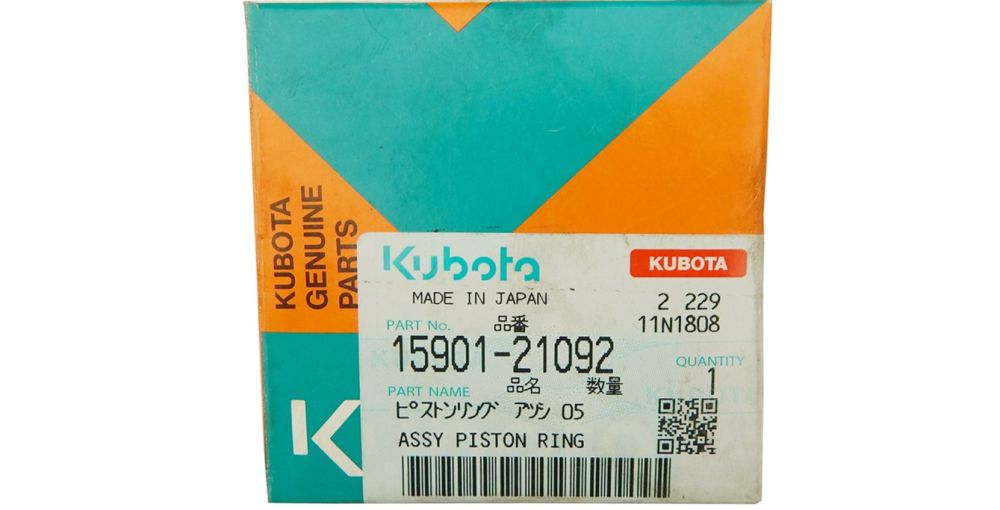 KUBOTA
GENUINE
PARTS
Kubota
KUBOTA
MADE IN JAPAN
2 229
PART No.
品番
11N1808
15901-21092
QUANTITY
1
PART NAME
品名
数量
ピストンリング アツシ 05
ASSY PISTON RING
K